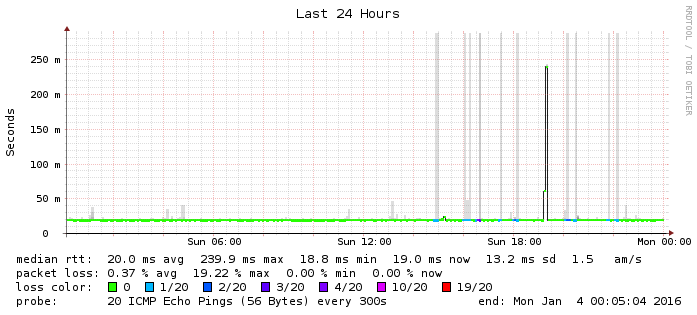 Last 24 Hours
RRDTOOL / TOBI OETIKER
Seconds
250 m
200 m
150 m
100 m
50 m
0
Sun 06:00 Sun 12:00 Sun 18:00 Mon 00:00
median rtt: 20.0 ms avg 239.9 ms max 18.8 ms min 19.0 ms now 13.2 ms sd 1.5 am/s
packet loss: 0.37 % avg 19.22 % max 0.00 % min 0.00 % now
loss color: 0 1/20 2/20 3/20 4/20 10/20 19/20
probe: 20 ICMP Echo Pings (56 Bytes) every 300s end: Mon Jan 4 00:05:04 2016